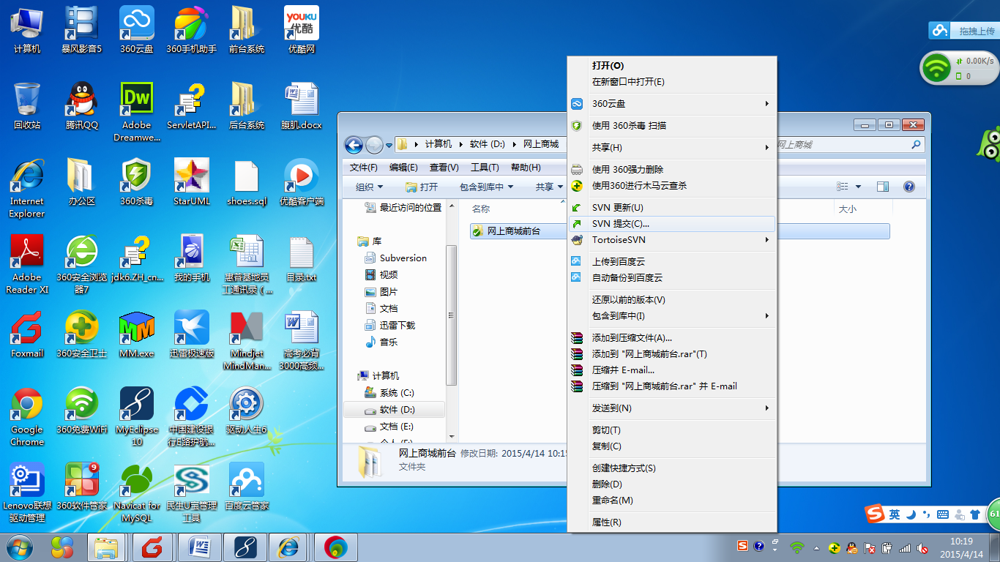 计算机
暴风影音5
360云盘
360手机助手
前台系统
YOUKU
优酷
优酷网
回收站
腾讯QQ
Dw
Adobe
Dreamwe...
ServletAPI...
后台系统
腹肌.docx
Internet
Explorer
办公区
360杀毒
StarUML
shoes.sql
优酷客户端
Adobe
Reader XI
360安全浏览
器7
jdk6.ZH_cn...
我的手机
惠普基地员
工通讯录（...
目录.txt
Foxmail
360安全卫士
MM.exe
迅雷极速版
Mindjet
MindMan...
高考必背
3000高频...
Google
Chrome
360免费WiFi
MyEclipse
10
中国建设银
行E路护航...
驱动人生6
Lenovo联想
驱动管理
9
360软件管家
Navicat for
MySQL
民生U宝管理
工具
百度云管家
拖拽上传
0.00K/s
0
计算机
软件 (D:)
网上商城
网上商城
文件(F)
编辑(E)
查看(V)
工具(T)
帮助(H)
组织
打开
包含到库中
共享
最近访问的位置
库
Subversion
视频
图片
文档
迅雷下载
音乐
计算机
系统 (C:)
软件 (D:)
文档 (E:)
名称
大小
网上商城前台
网上商城前台
修改日期: 2015/4/14 10:15
文件夹
打开(O)
在新窗口中打开(E)
360云盘
使用 360杀毒 扫描
共享(H)
使用 360强力删除
使用360进行木马云查杀
SVN 更新(U)
SVN 提交(C)...
TortoiseSVN
上传到百度云
自动备份到百度云
还原以前的版本(V)
包含到库中(I)
添加到压缩文件(A)...
添加到 "网上商城前台.rar"(T)
压缩并 E-mail...
压缩到 "网上商城前台.rar" 并 E-mail
发送到(N)
剪切(T)
复制(C)
创建快捷方式(S)
删除(D)
重命名(M)
属性(R)
英
61
10:19
2015/4/14